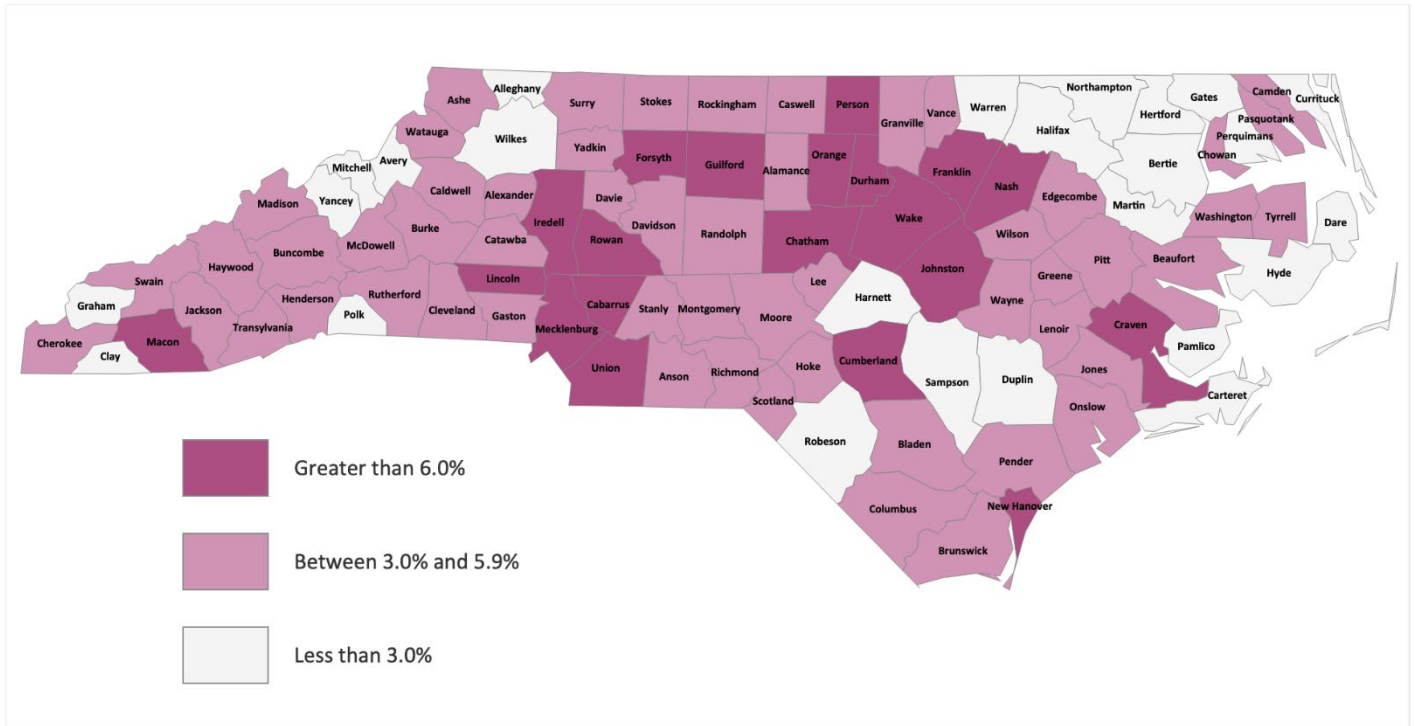 Alleghany
Northampton
Ashe
Surry
Stokes
Rockingham
Caswell
Person
Granville
Vance
Warren
Gates
Camden
Currituck
Hertford
Halifax
Pasquotank
Perquimans
Watauga
Wilkes
Yadkin
Forsyth
Guilford
Alamance
Orange
Durham
Franklin
Nash
Bertie
Chowan
Mitchell
Avery
Yancey
Caldwell
Alexander
Iredell
Davie
Madison
Edgecombe
Martin
Washington
Tyrrell
Dare
Burke
McDowell
Buncombe
Catawba
Rowan
Davidson
Randolph
Chatham
Wake
Wilson
Pitt
Beaufort
Hyde
Haywood
Swain
Johnston
Greene
Lee
Lincoln
Rutherford
Cleveland
Gaston
Cabarrus
Stanly
Montgomery
Moore
Harnett
Wayne
Lenoir
Craven
Pamlico
Graham
Jackson
Henderson
Transylvania
Polk
Mecklenburg
Cherokee
Clay
Macon
Union
Anson
Richmond
Hoke
Cumberland
Sampson
Duplin
Jones
Onslow
Carteret
Scotland
Robeson
Bladen
Pender
Columbus
New Hanover
Brunswick
Greater than 6.0%
Between 3.0% and 5.9%
Less than 3.0%